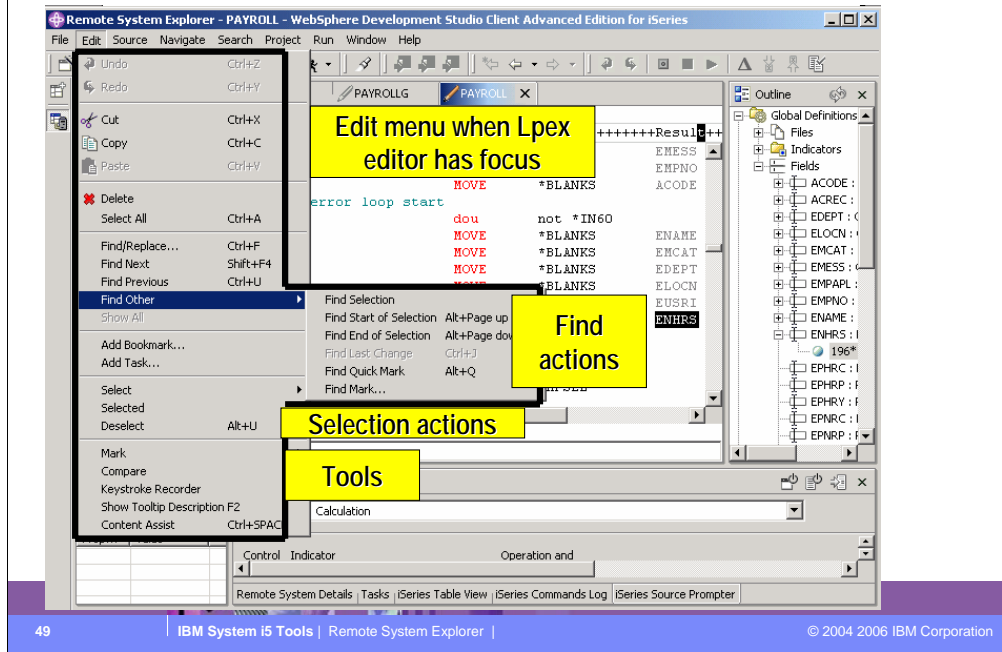 Remote System Explorer - PAYROLL - WebSphere Development Studio Client Advanced Edition for iSeries
File Edit Source Navigate Search Project Run Window Help
Undo Ctrl+Z
Redo Ctrl+Y
Cut Ctrl+X
Copy Ctrl+C
Paste Ctrl+V
Delete
Select All Ctrl+A
Find/Replace... Ctrl+F
Find Next Shift+F4
Find Previous Ctrl+U
Find Other
Show All
Add Bookmark...
Add Task...
Select
Selected
Deselect Alt+U
Mark
Compare
Keystroke Recorder
Show Tooltip Description F2
Content Assist Ctrl+SPAC
Find Selection
Find Start of Selection Alt+Page up
Find End of Selection Alt+Page dow
Find Last Change Ctrl+J
Find Quick Mark Alt+Q
Find Mark...
PAYROLLG PAYROLL
Edit menu when Lpex
editor has focus
Find
actions
Selection actions
Tools
+++++++Result++
EMESS
EMPNO
MOVE *BLANKS ACODE
error loop start
dou not *IN60
MOVE *BLANKS ENAME
MOVE *BLANKS EMCAT
MOVE *BLANKS EDEPT
MOVE *BLANKS ELOCN
EUSRI
ENHRS
Outline
Global Definitions
Files
Indicators
Fields
ACODE :
ACREC :
EDEPT : (
ELOCN :
EMCAT :
EMESS :
EMPAPL :
EMPNO :
ENAME :
ENHRS :
196*
EPHRC :
EPHRP :
EPHRY :
EPNRC :
EPNRP :
Calculation
Control Indicator Operation and
Remote System Details Tasks iSeries Table View iSeries Commands Log iSeries Source Prompter
49 IBM System i5 Tools | Remote System Explorer | © 2004 2006 IBM Corporation